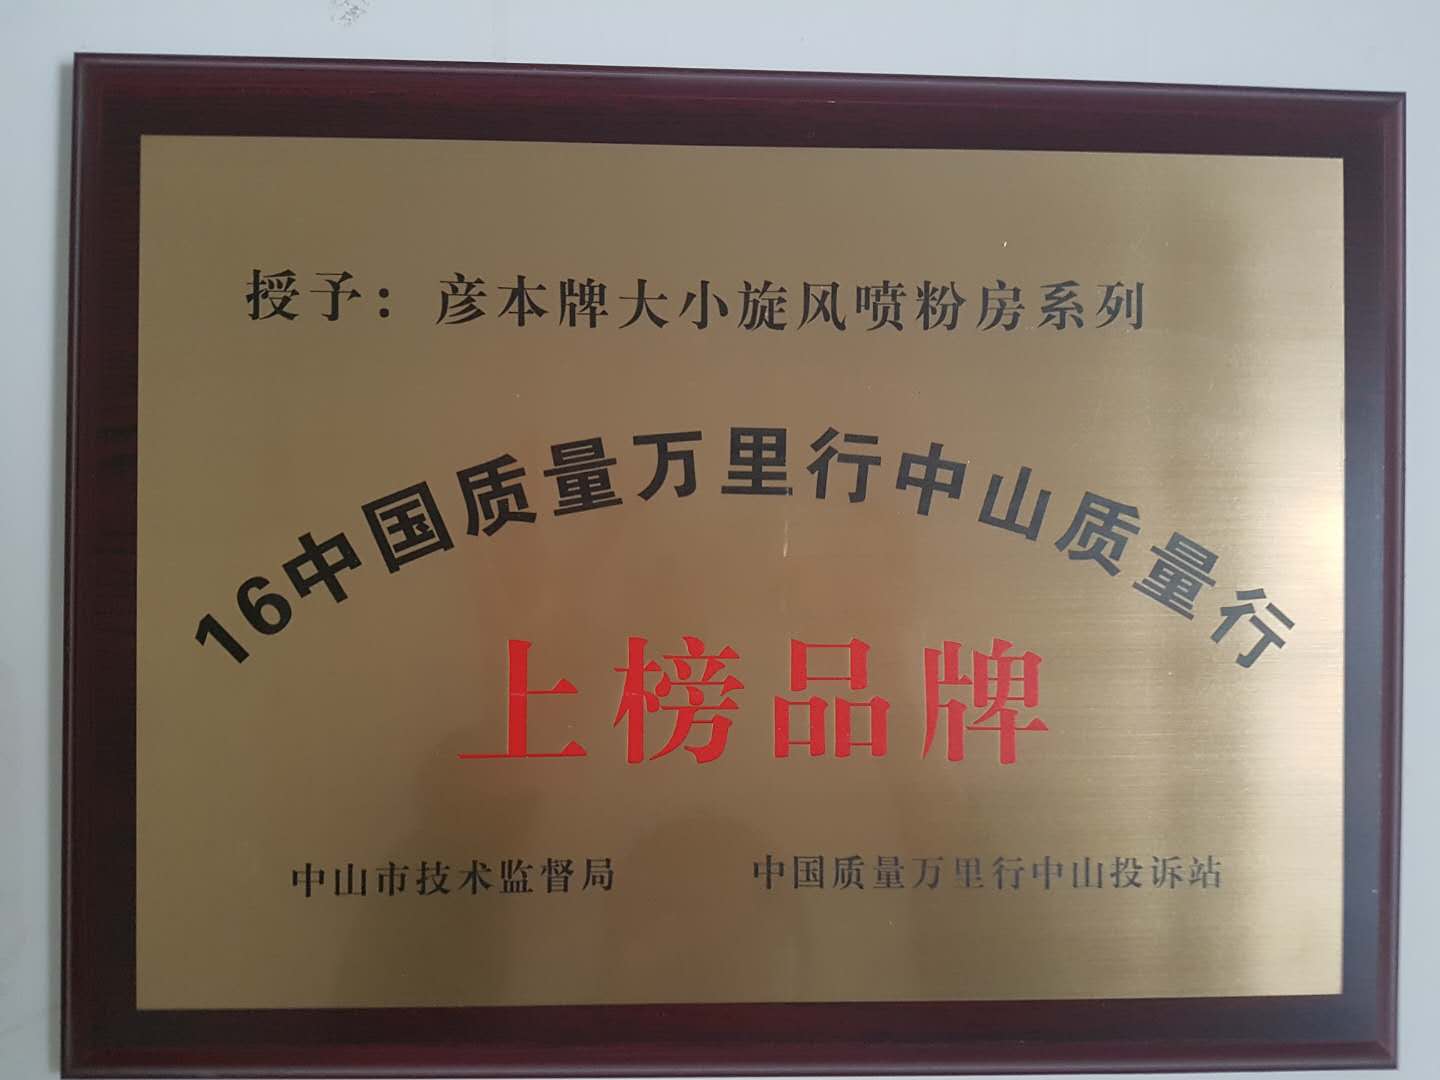 授予：彦本牌大小旋风喷粉房系列
16中国质量万里行中山质量行
上榜品牌
中山市技术监督局
中国质量万里行中山投诉站